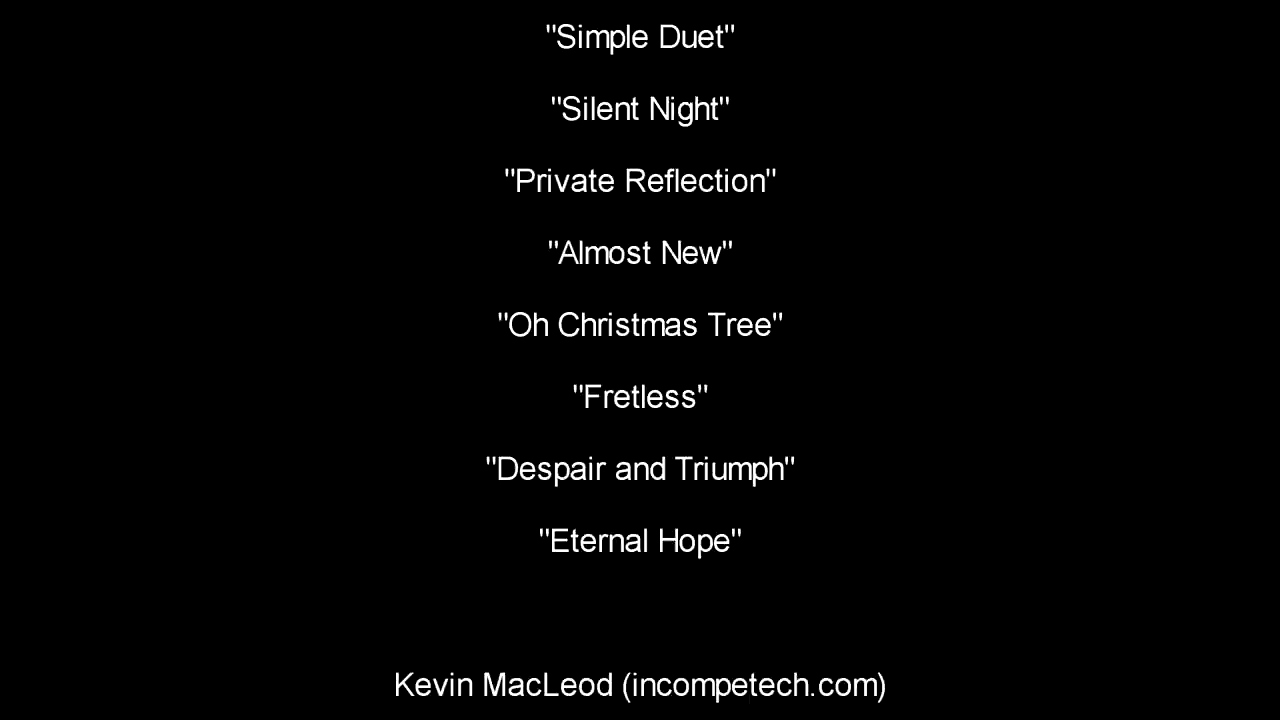 "Simple Duet"
"Silent Night"
"Private Reflection"
"Almost New"
"Oh Christmas Tree"
"Fretless"
"Despair and Triumph"
"Eternal Hope"
Kevin MacLeod (incompetech.com)